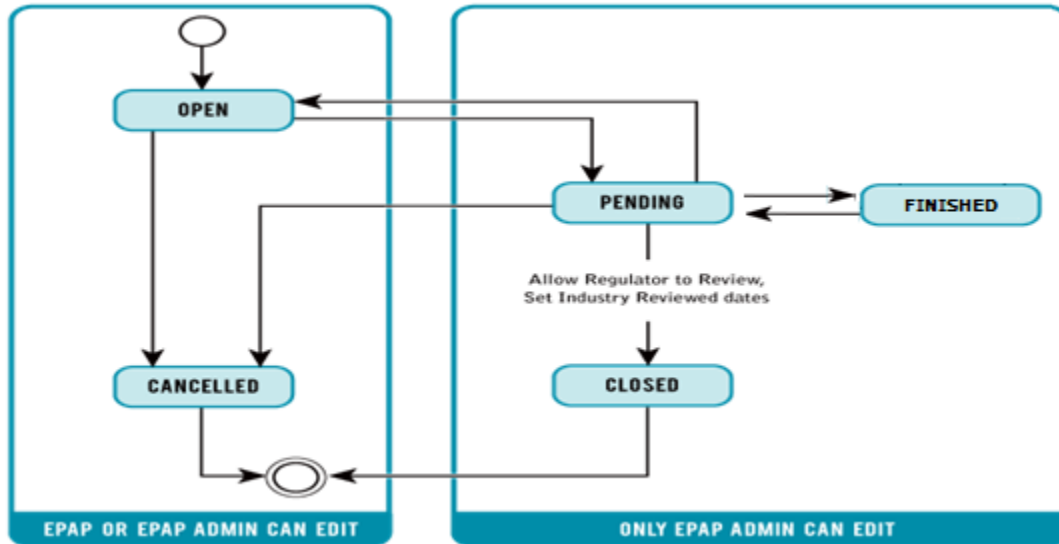 OPEN
PENDING
FINISHED
Allow Regulator to Review,
Set Industry Reviewed dates
CANCELLED
CLOSED
EPAP OR EPAP ADMIN CAN EDIT
ONLY EPAP ADMIN CAN EDIT